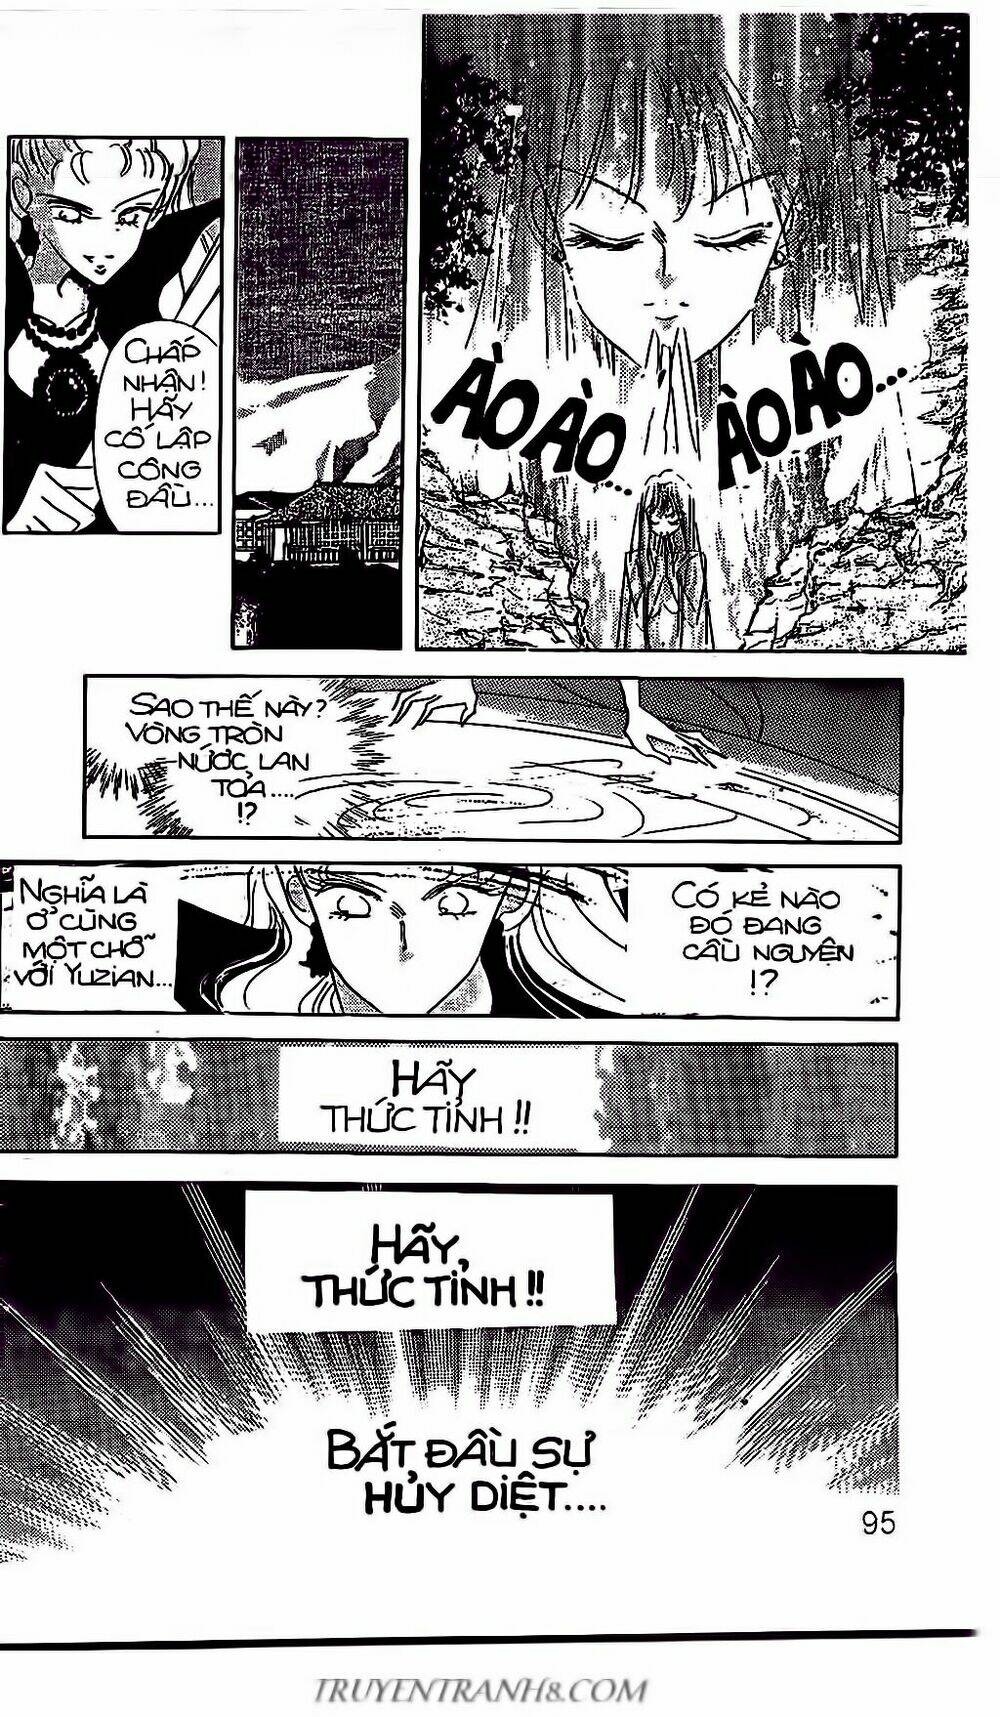 ÀO ÀO...
ÀO ÀO...
CHẤP
NHẬN!
HÃY
CỐ LẬP
CÔNG
ĐẦU...
SAO THẾ NÀY?
VÒNG TRÒN
NƯỚC LAN
TỎA....
!?
CÓ KẺ NÀO
ĐÓ ĐANG
CẦU NGUYỆN
!?
NGHĨA LÀ
Ở CÙNG
MỘT CHỖ
VỚI YUZIAN...
HÃY
THỨC TỈNH!!
HÃY
THỨC TỈNH!!
BẮT ĐẦU SỰ
HỦY DIỆT....
95
TRUYENTRANH8.COM